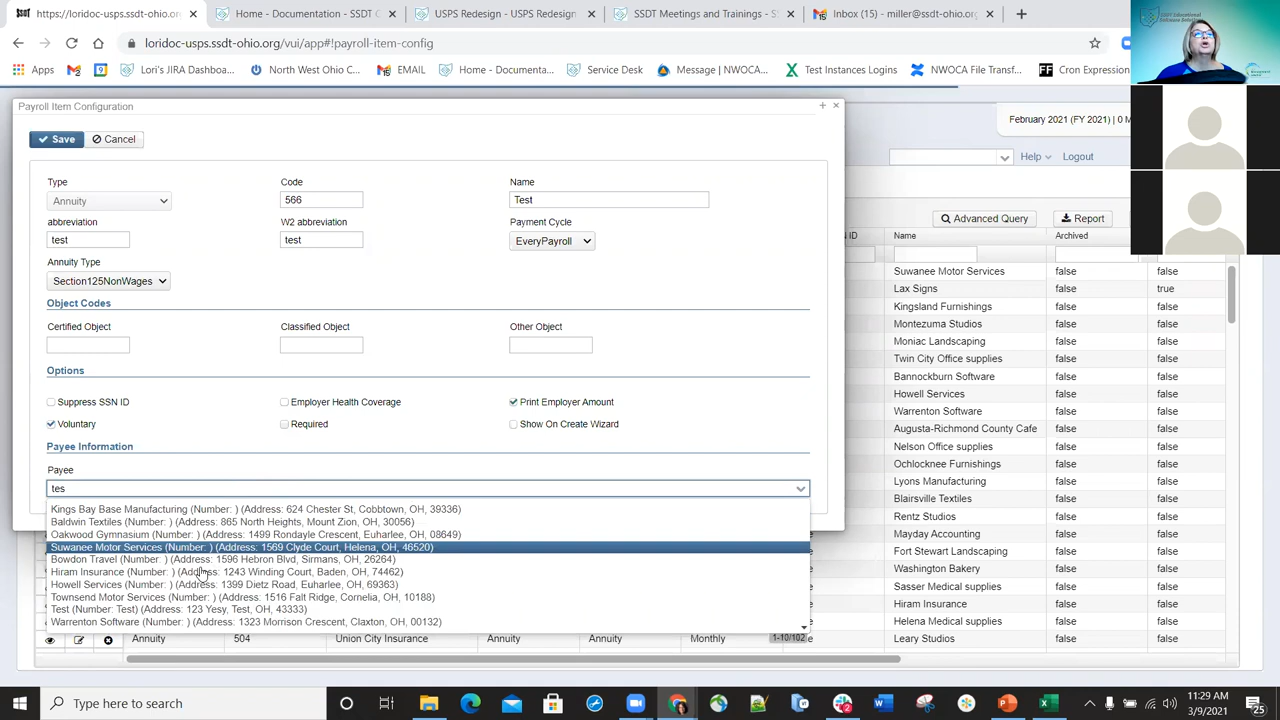 https://loridoc-usps.ssdt-ohio.org × Home - Documentation - SSDT C × USPS Redesign - USPS Redesign × SSDT Meetings and Trainings - S × Inbox (15) - miller@ssdt-ohio.org ×
loridoc-usps.ssdt-ohio.org/vui/app#!payroll-item-config
Apps Lori's JIRA Dashboa... North West Ohio C... EMAIL Home - Documenta... Service Desk Message | NWOCA... Test Instances Logins NWOCA File Transf... Cron Expression
Payroll Item Configuration
Save Cancel
Type Code Name
Annuity 566 Test
abbreviation W2 abbreviation Payment Cycle
test test EveryPayroll
Annuity Type
Section125NonWages
Object Codes
Certified Object Classified Object Other Object
Options
Suppress SSN ID Employer Health Coverage Print Employer Amount
Voluntary Required Show On Create Wizard
Payee Information
Payee
tes
Kings Bay Base Manufacturing (Number: ) (Address: 624 Chester St, Cobbtown, OH, 39336)
Baldwin Textiles (Number: ) (Address: 865 North Heights, Mount Zion, OH, 30056)
Oakwood Gymnasium (Number: ) (Address: 1499 Rondayle Crescent, Euharlee, OH, 08649)
Suwanee Motor Services (Number: ) (Address: 1569 Clyde Court, Helena, OH, 46520)
Bowdon Travel (Number: ) (Address: 1596 Hebron Blvd, Sirmans, OH, 26264)
Hiram Insurance (Number: ) (Address: 1243 Winding Court, Baden, OH, 74462)
Howell Services (Number: ) (Address: 1399 Dietz Road, Euharlee, OH, 69363)
Townsend Motor Services (Number: ) (Address: 1516 Falt Ridge, Cornelia, OH, 10188)
Test (Number: Test) (Address: 123 Yesy, Test, OH, 43333)
Warrenton Software (Number: ) (Address: 1323 Morrison Crescent, Claxton, OH, 00132)
February 2021 (FY 2021) | 0 M
Help Logout
Advanced Query Report
ID Name Archived
Suwanee Motor Services false false
Lax Signs false true
Kingsland Furnishings false false
Montezuma Studios false false
Moniac Landscaping false false
Twin City Office supplies false false
Bannockburn Software false false
Howell Services false false
Warrenton Software false false
Augusta-Richmond County Cafe false false
Nelson Office supplies false false
Ochlocknee Furnishings false false
Lyons Manufacturing false false
Blairsville Textiles false false
Rentz Studios false false
Mayday Accounting false false
Fort Stewart Landscaping false false
Washington Bakery false false
Sasser Medical supplies false false
Hiram Insurance false false
Helena Medical supplies false false
Annuity 504 Union City Insurance Annuity Annuity Monthly 1-10/102 Leary Studios false false
Type here to search
11:29 AM
3/9/2021
25